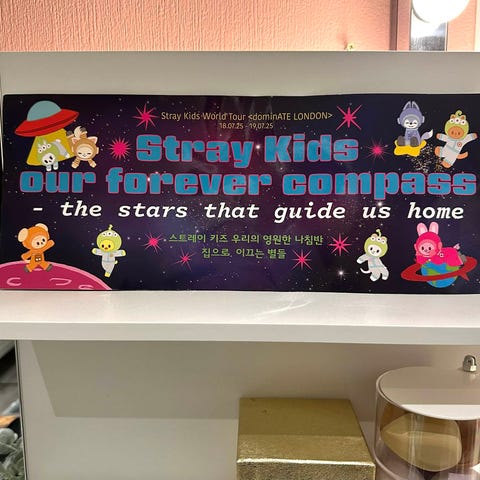 Stray Kids World Tour <dominATE LONDON>
18.07.25 - 19.07.25
Stray Kids
our forever compass
- the stars that guide us home
스트레이 키즈 우리의 영원한 나침반
집으로, 이끄는 별들